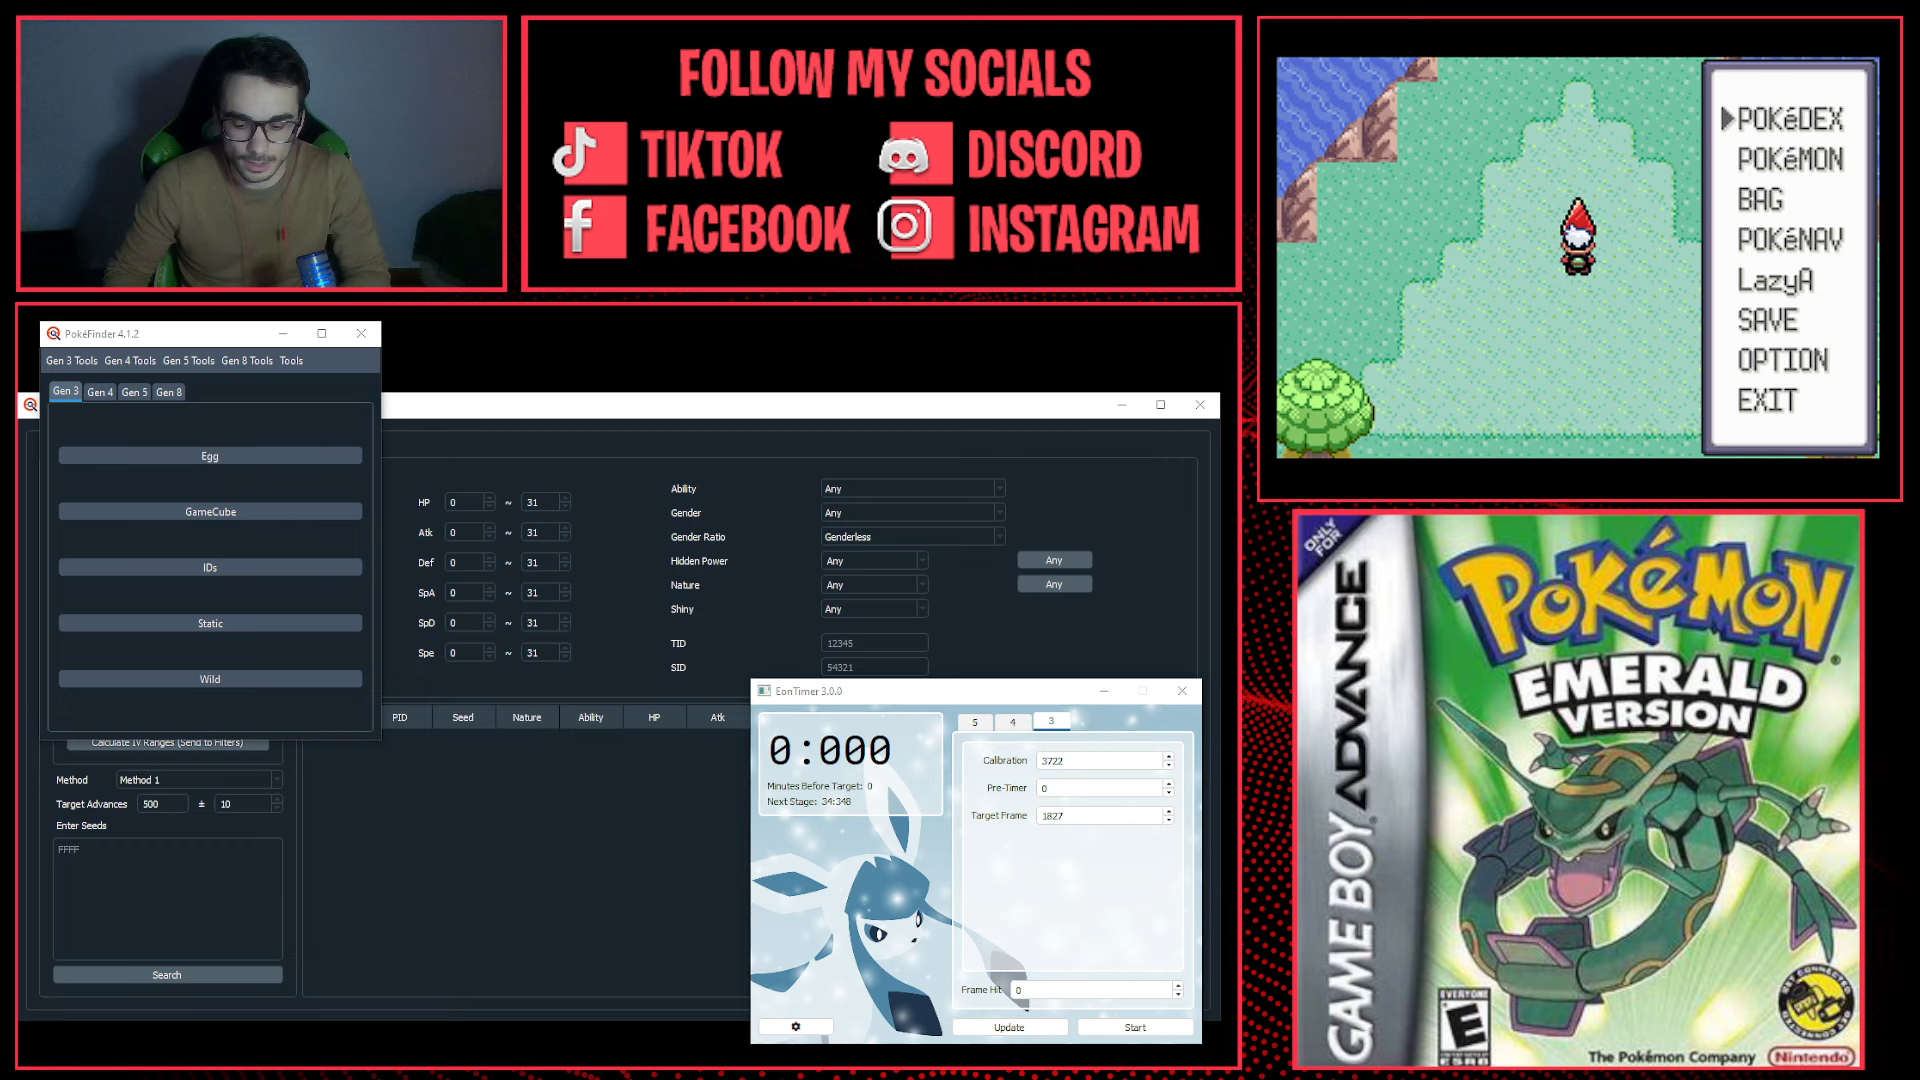 FOLLOW MY SOCIALS
TIKTOK
DISCORD
FACEBOOK
INSTAGRAM
POKéDEX
POKéMON
BAG
POKéNAV
LazyA
SAVE
OPTION
EXIT
PokéFinder 4.1.2
Gen 3 Tools Gen 4 Tools Gen 5 Tools Gen 8 Tools Tools
Gen 3 Gen 4 Gen 5 Gen 8
Egg
GameCube
IDs
Static
Wild
HP 0 ~ 31
Atk 0 ~ 31
Def 0 ~ 31
SpA 0 ~ 31
SpD 0 ~ 31
Spe 0 ~ 31
Ability Any
Gender Any
Gender Ratio Genderless
Hidden Power Any Any
Nature Any Any
Shiny Any
TID 12345
SID 54321
PID Seed Nature Ability HP Atk
Calculate IV Ranges (Send to Filters)
Method Method 1
Target Advances 500 ± 10
Enter Seeds
FFFF
Search
EonTimer 3.0.0
0:000
Minutes Before Target: 0
Next Stage: 34:348
5 4 3
Calibration 3722
Pre-Timer 0
Target Frame 1827
Frame Hit 0
Update Start
ONLY FOR
GAME BOY ADVANCE
POKéMON
EMERALD
VERSION
GET CONNECTED
EVERYONE
E
ESRB
The Pokémon Company
Nintendo